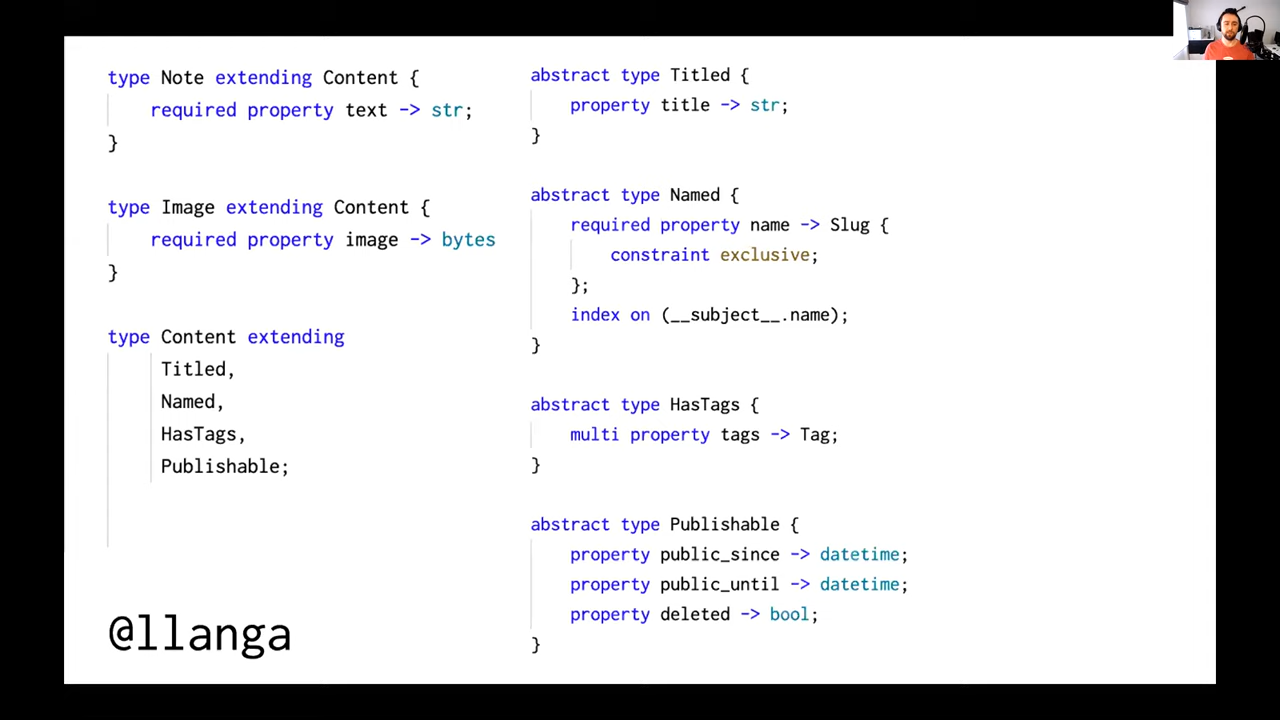 type Note extending Content {
required property text -> str;
}
type Image extending Content {
required property image -> bytes
}
type Content extending
Titled,
Named,
HasTags,
Publishable;
@llanga
abstract type Titled {
property title -> str;
}
abstract type Named {
required property name -> Slug {
constraint exclusive;
};
index on (__subject__.name);
}
abstract type HasTags {
multi property tags -> Tag;
}
abstract type Publishable {
property public_since -> datetime;
property public_until -> datetime;
property deleted -> bool;
}